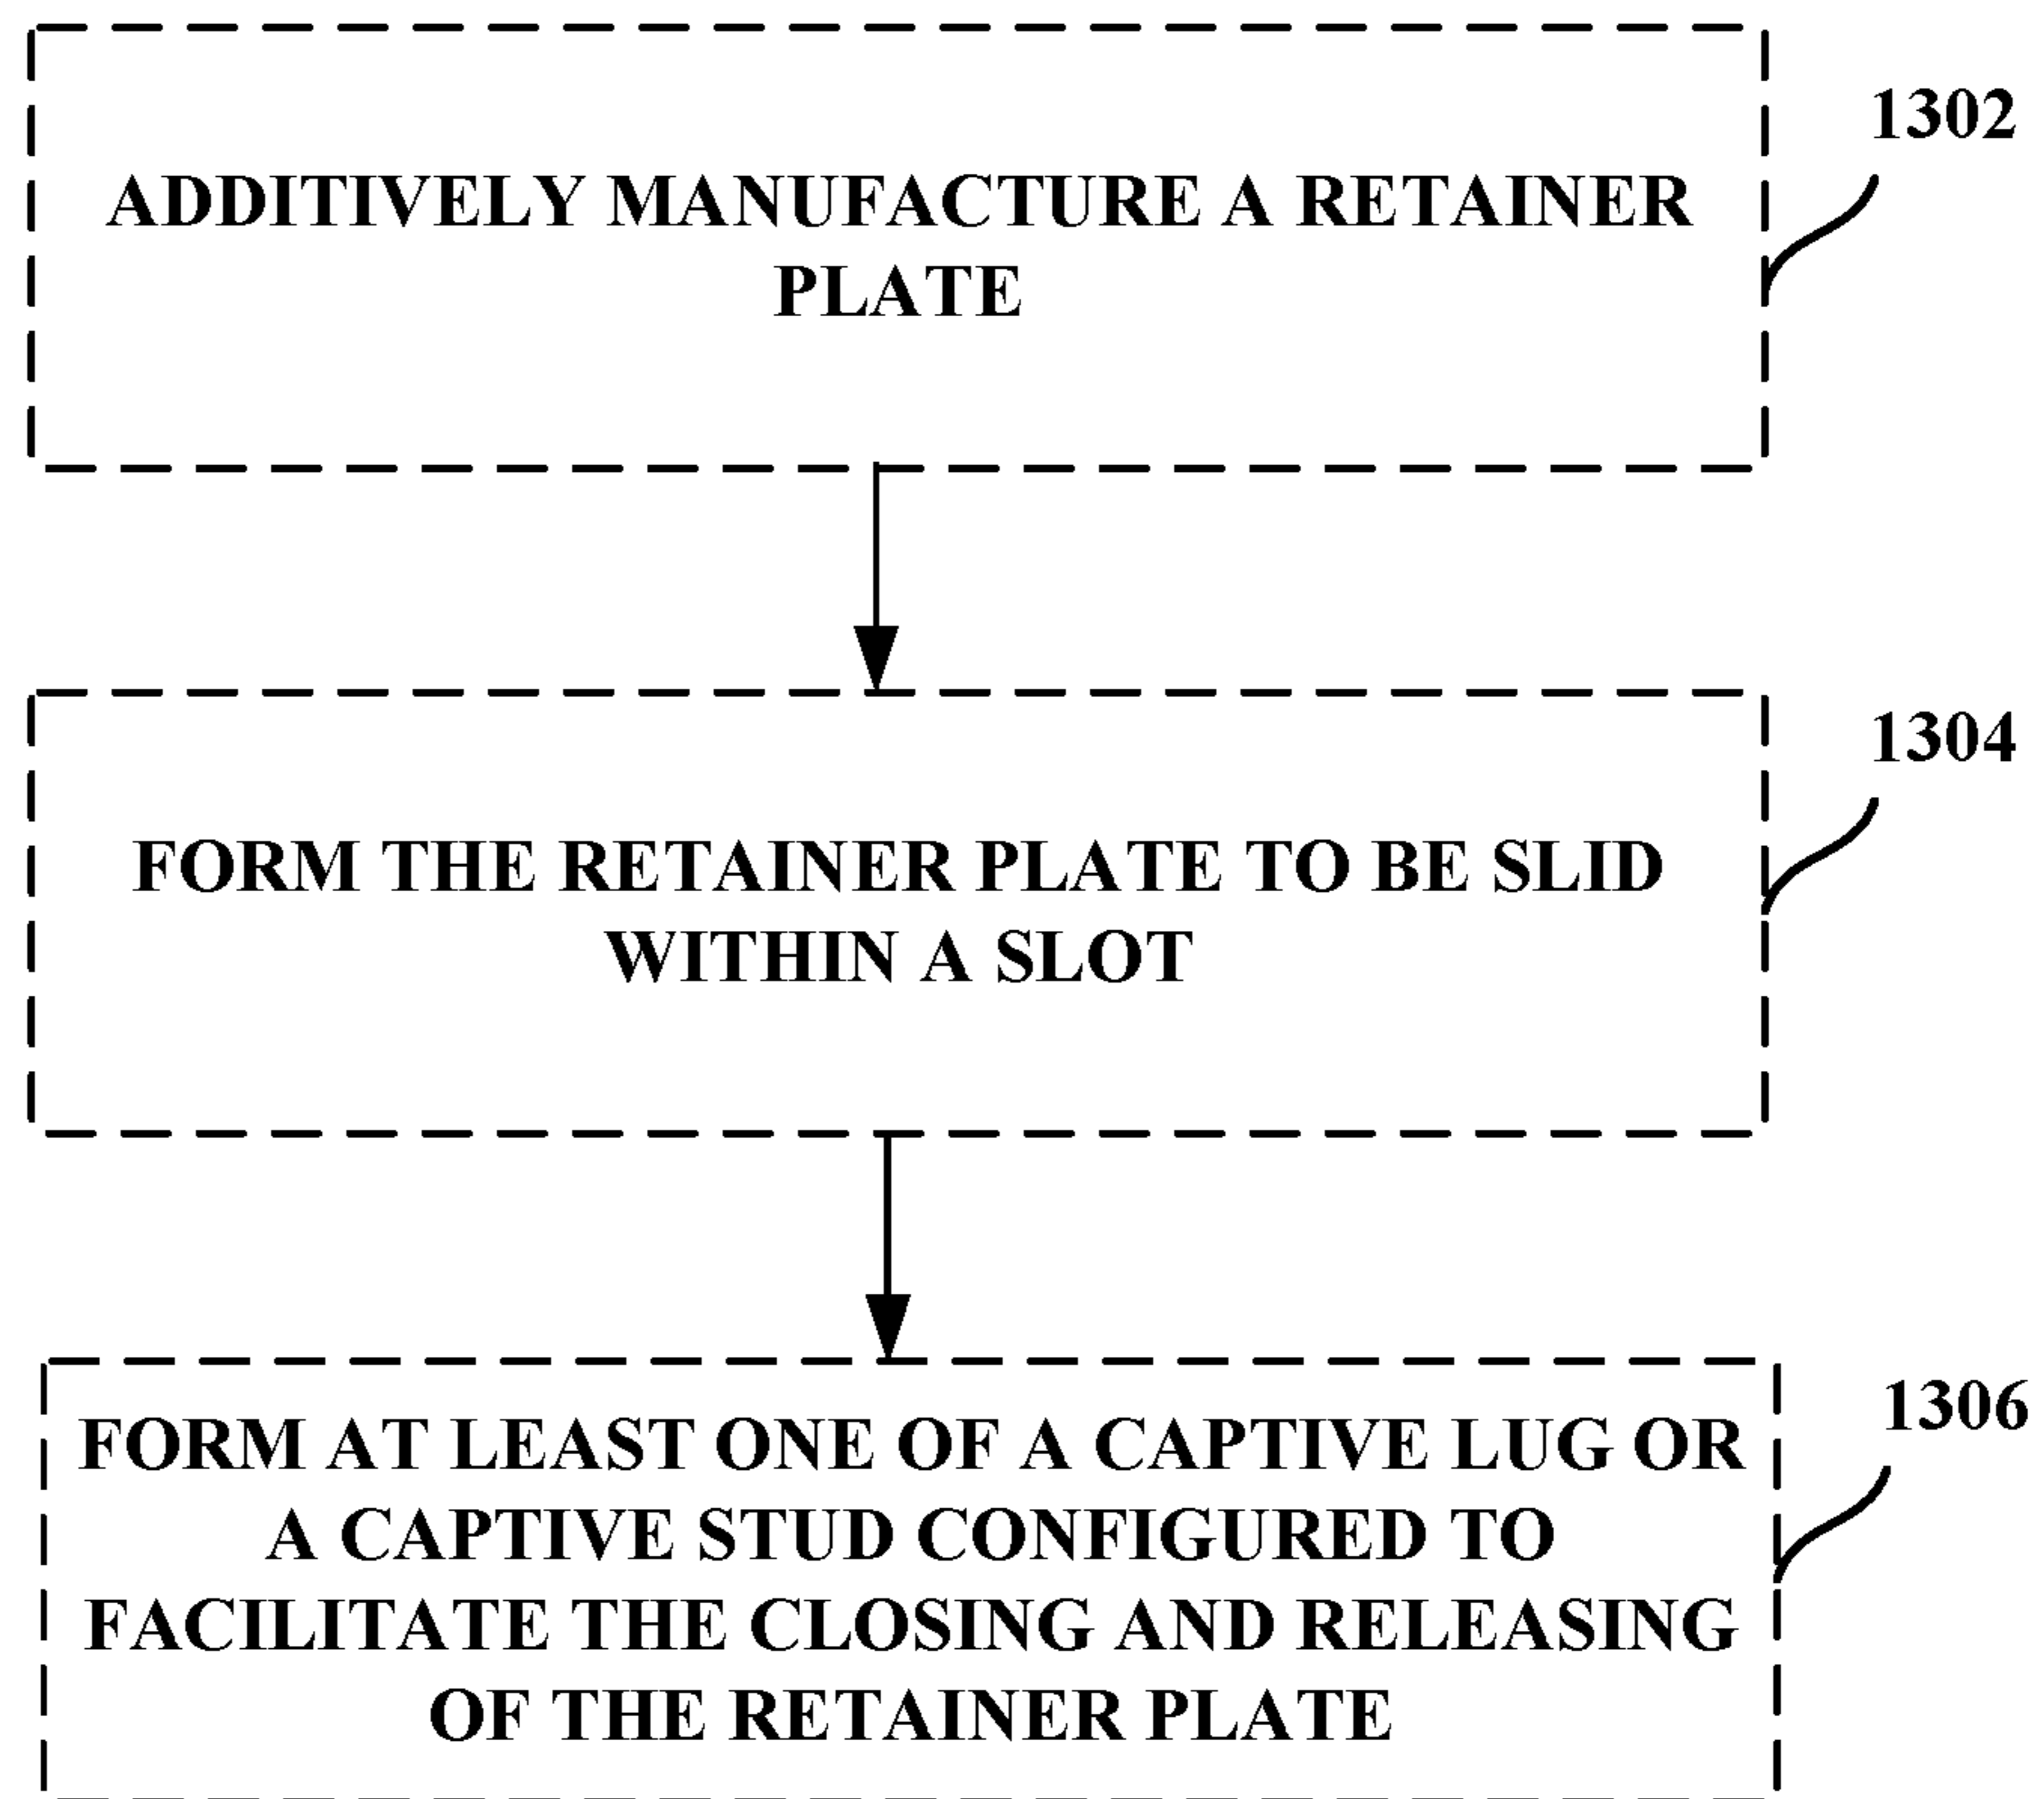 1302
ADDITIVELY MANUFACTURE A RETAINER
PLATE
1304
FORM THE RETAINER PLATE TO BE SLID
WITHIN A SLOT
1306
FORM AT LEAST ONE OF A CAPTIVE LUG OR
A CAPTIVE STUD CONFIGURED TO
FACILITATE THE CLOSING AND RELEASING
OF THE RETAINER PLATE